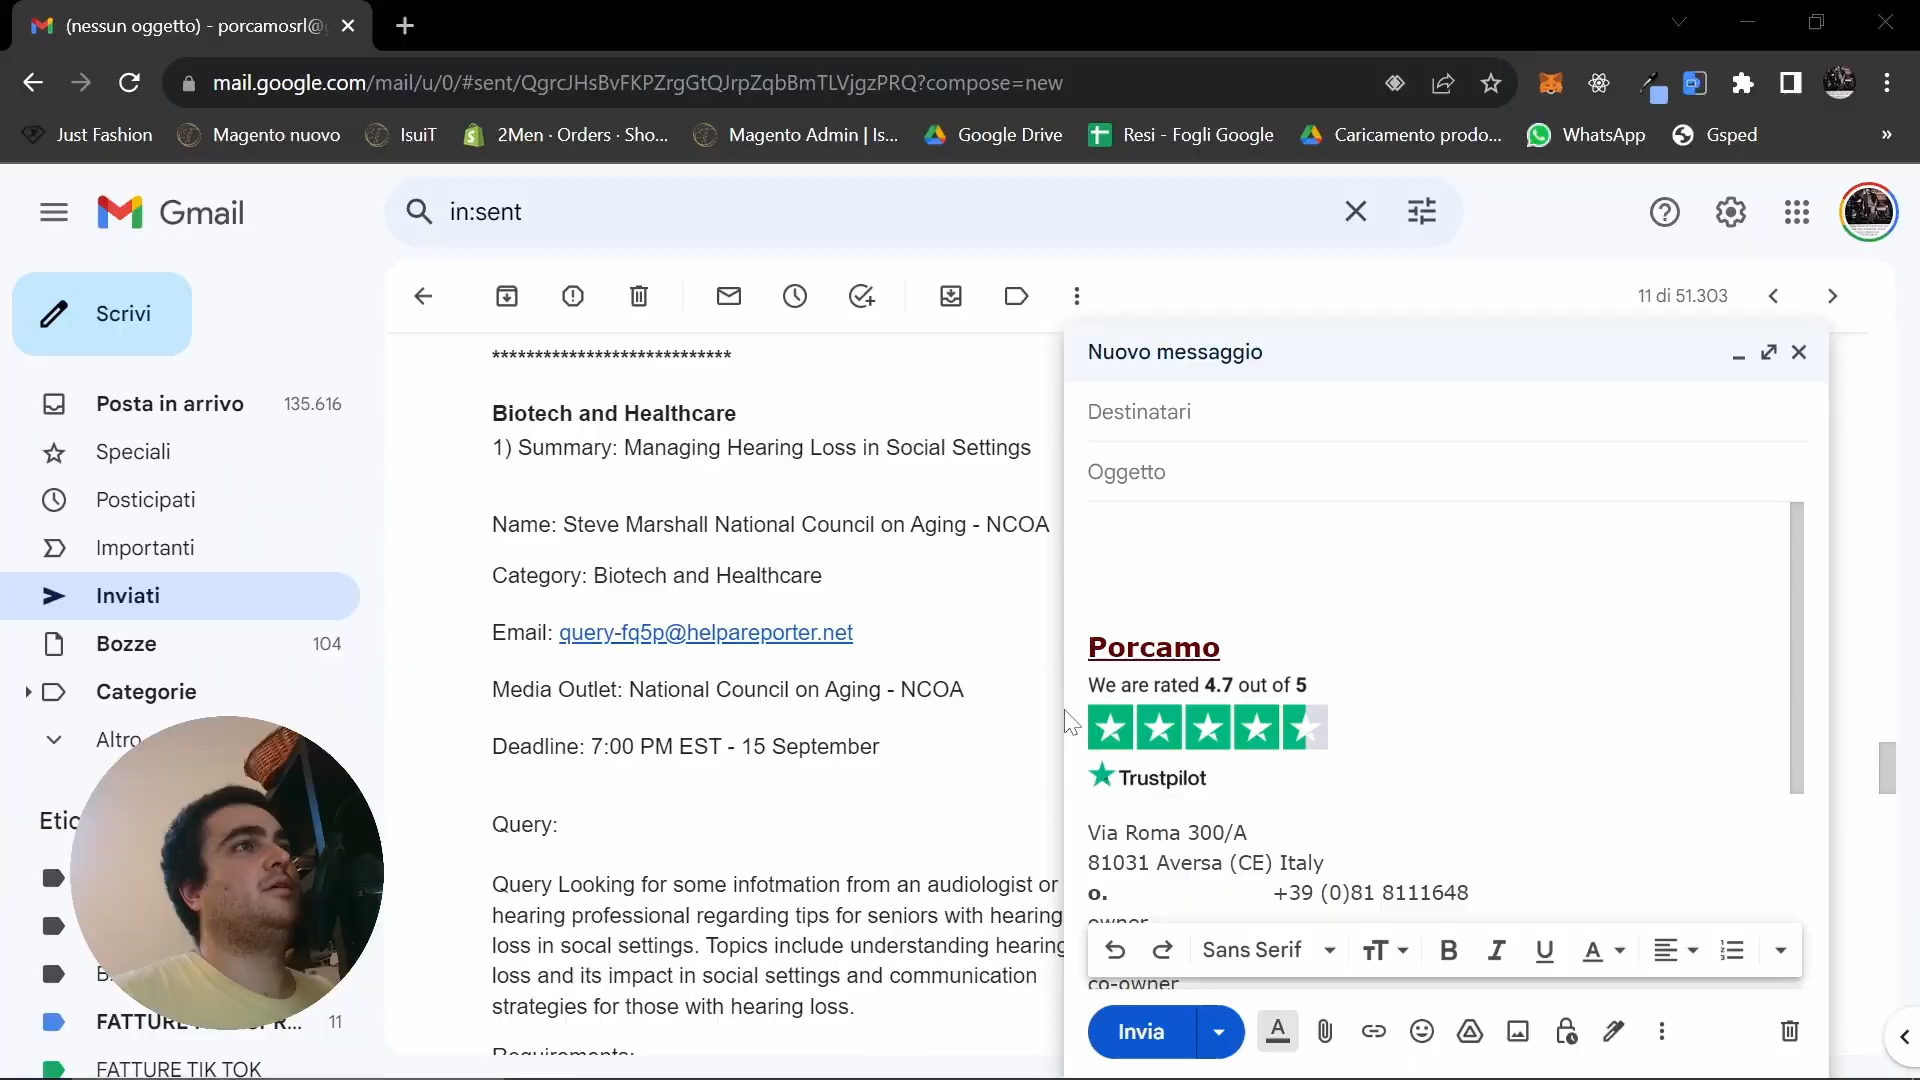 (nessun oggetto) - porcamosrl@
mail.google.com/mail/u/0/#sent/QgrcJHsBvFKPZrgGtQJrpZqbBmTLVjgzPRQ?compose=new
Just Fashion
Magento nuovo
IsuiT
2Men · Orders · Sho...
Magento Admin | Is...
Google Drive
Resi - Fogli Google
Caricamento prodo...
WhatsApp
Gsped
»
Gmail
in:sent
Scrivi
11 di 51.303
Posta in arrivo 135.616
Speciali
Posticipati
Importanti
Inviati
Bozze 104
Categorie
Altro
Etic
FATTURE
11
FATTURE TIK TOK
****************************
Biotech and Healthcare
1) Summary: Managing Hearing Loss in Social Settings
Name: Steve Marshall National Council on Aging - NCOA
Category: Biotech and Healthcare
Email: query-fq5p@helpareporter.net
Media Outlet: National Council on Aging - NCOA
Deadline: 7:00 PM EST - 15 September
Query:
Query Looking for some infotmation from an audiologist or
hearing professional regarding tips for seniors with hearing
loss in socal settings. Topics include understanding hearing
loss and its impact in social settings and communication
strategies for those with hearing loss.
Requirements:
Nuovo messaggio
Destinatari
Oggetto
Porcamo
We are rated 4.7 out of 5
Trustpilot
Via Roma 300/A
81031 Aversa (CE) Italy
o. +39 (0)81 8111648
owner
Sans Serif
co-owner
Invia